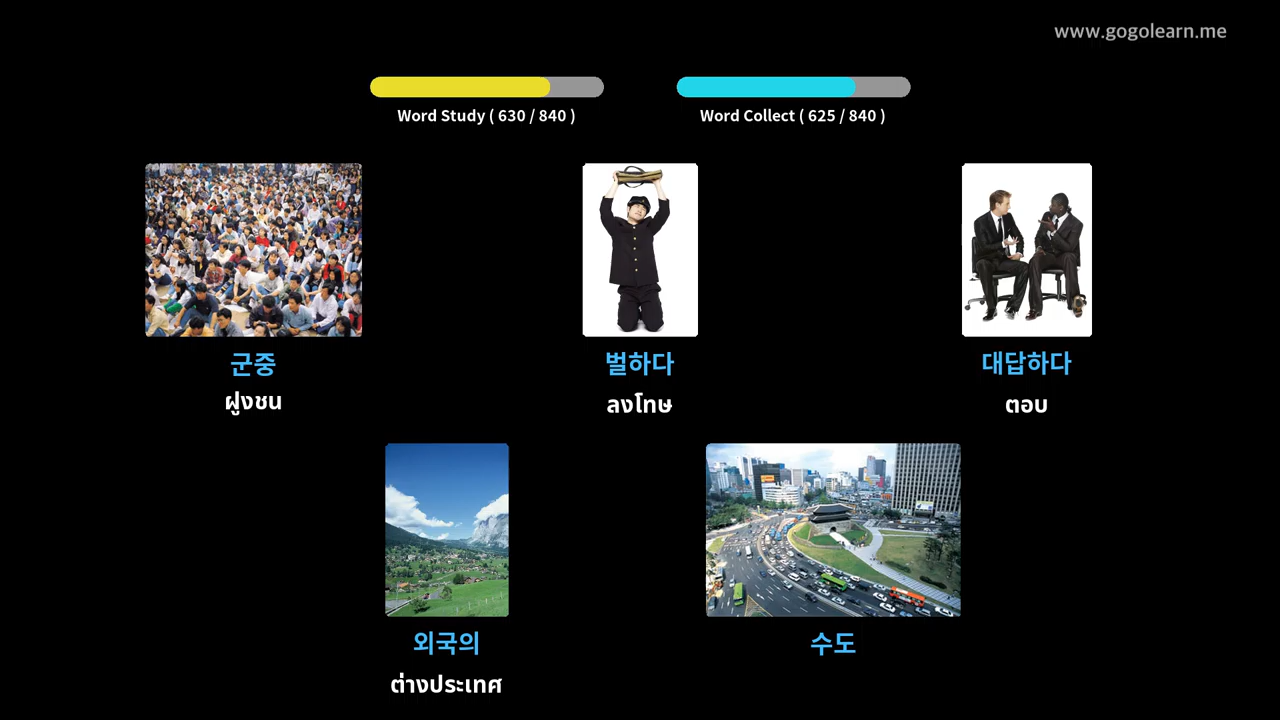 www.gogolearn.me
Word Study ( 630 / 840 )
Word Collect ( 625 / 840 )
군중
ฝูงชน
벌하다
ลงโทษ
대답하다
ตอบ
외국의
ต่างประเทศ
수도